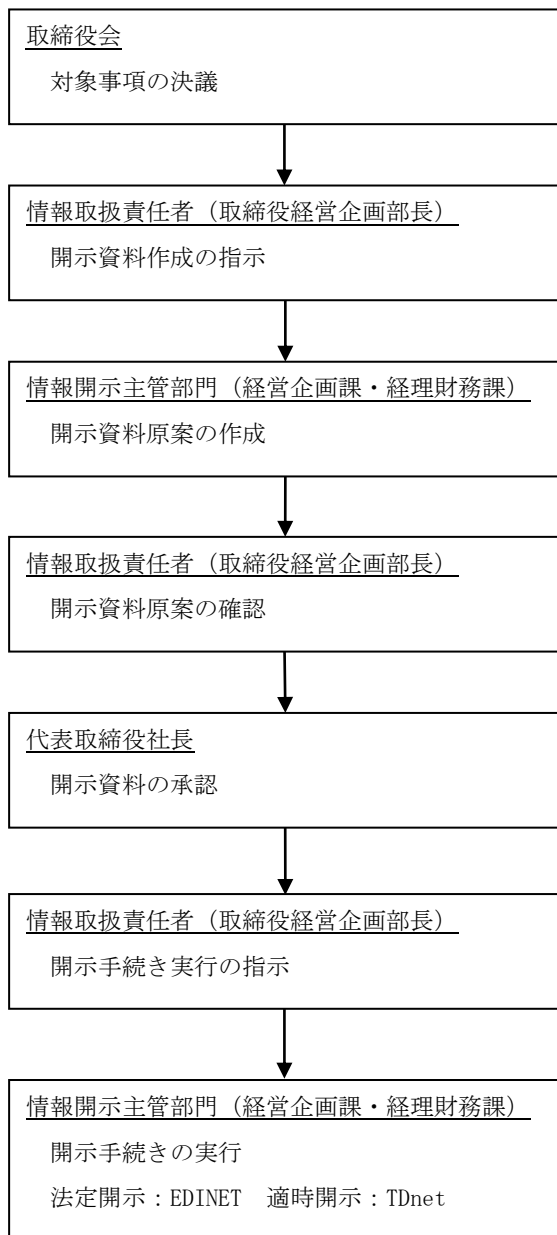 取締役会
対象事項の決議
情報取扱責任者（取締役経営企画部長）
開示資料作成の指示
情報開示主管部門（経営企画課・経理財務課）
開示資料原案の作成
情報取扱責任者（取締役経営企画部長）
開示資料原案の確認
代表取締役社長
開示資料の承認
情報取扱責任者（取締役経営企画部長）
開示手続き実行の指示
情報開示主管部門（経営企画課・経理財務課）
開示手続きの実行
法定開示：EDINET　適時開示：TDnet